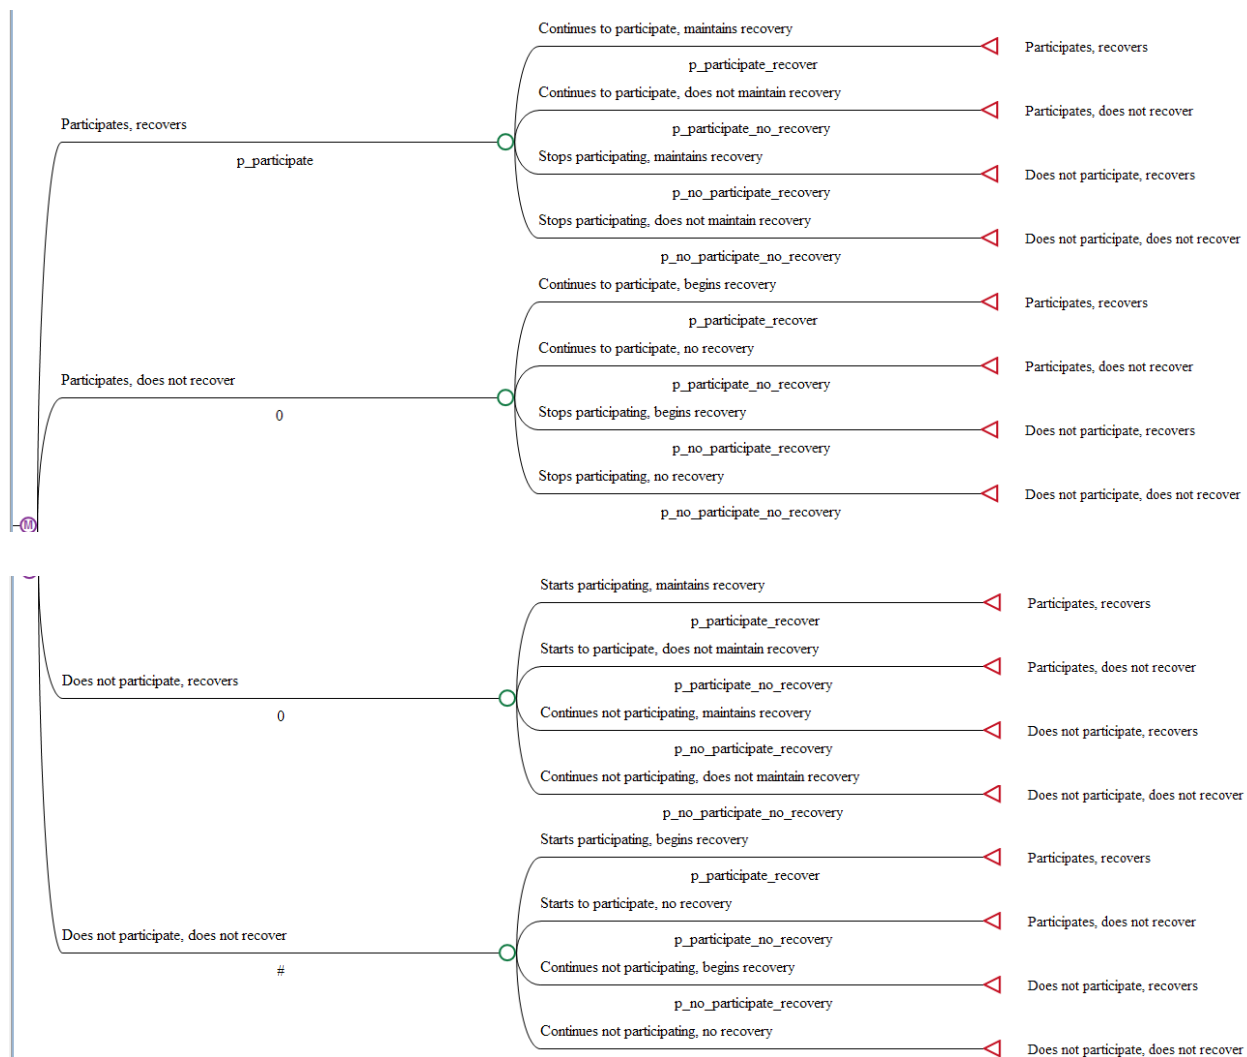 Continues to participate, maintains recovery
p_participate_recover
Participates, recovers
Continues to participate, does not maintain recovery
p_participate_no_recovery
Participates, does not recover
Participates, recovers
p_participate
Stops participating, maintains recovery
p_no_participate_recovery
Does not participate, recovers
Stops participating, does not maintain recovery
p_no_participate_no_recovery
Does not participate, does not recover
Continues to participate, begins recovery
p_participate_recover
Participates, recovers
Continues to participate, no recovery
p_participate_no_recovery
Participates, does not recover
Participates, does not recover
0
Stops participating, begins recovery
p_no_participate_recovery
Does not participate, recovers
Stops participating, no recovery
p_no_participate_no_recovery
Does not participate, does not recover
M
Starts participating, maintains recovery
p_participate_recover
Participates, recovers
Starts to participate, does not maintain recovery
p_participate_no_recovery
Participates, does not recover
Does not participate, recovers
0
Continues not participating, maintains recovery
p_no_participate_recovery
Does not participate, recovers
Continues not participating, does not maintain recovery
p_no_participate_no_recovery
Does not participate, does not recover
Starts participating, begins recovery
p_participate_recover
Participates, recovers
Starts to participate, no recovery
p_participate_no_recovery
Participates, does not recover
Does not participate, does not recover
#
Continues not participating, begins recovery
p_no_participate_recovery
Does not participate, recovers
Continues not participating, no recovery
Does not participate, does not recover